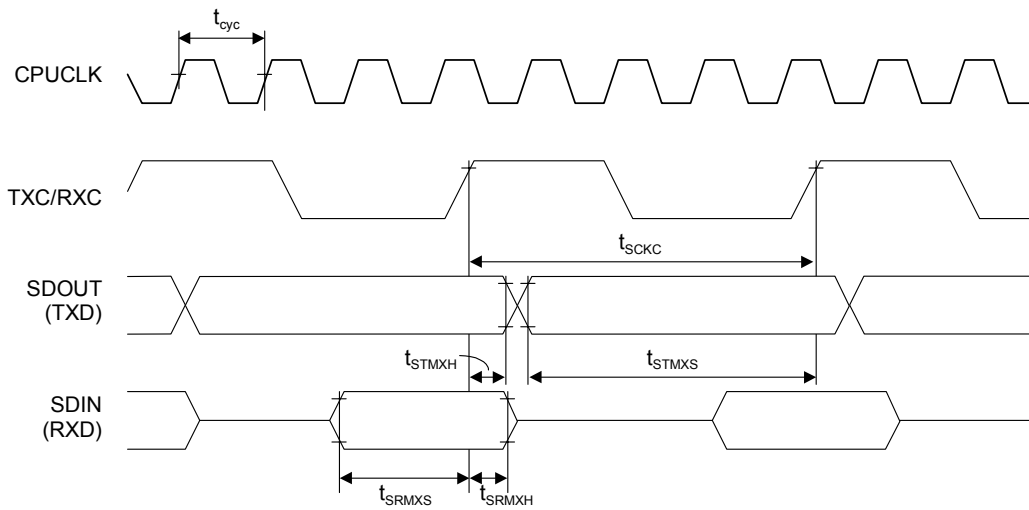 tcyc
CPUCLK
TXC/RXC
tSCKC
SDOUT
(TXD)
tSTMXH
tSTMXS
SDIN
(RXD)
tSRMXS
tSRMXH